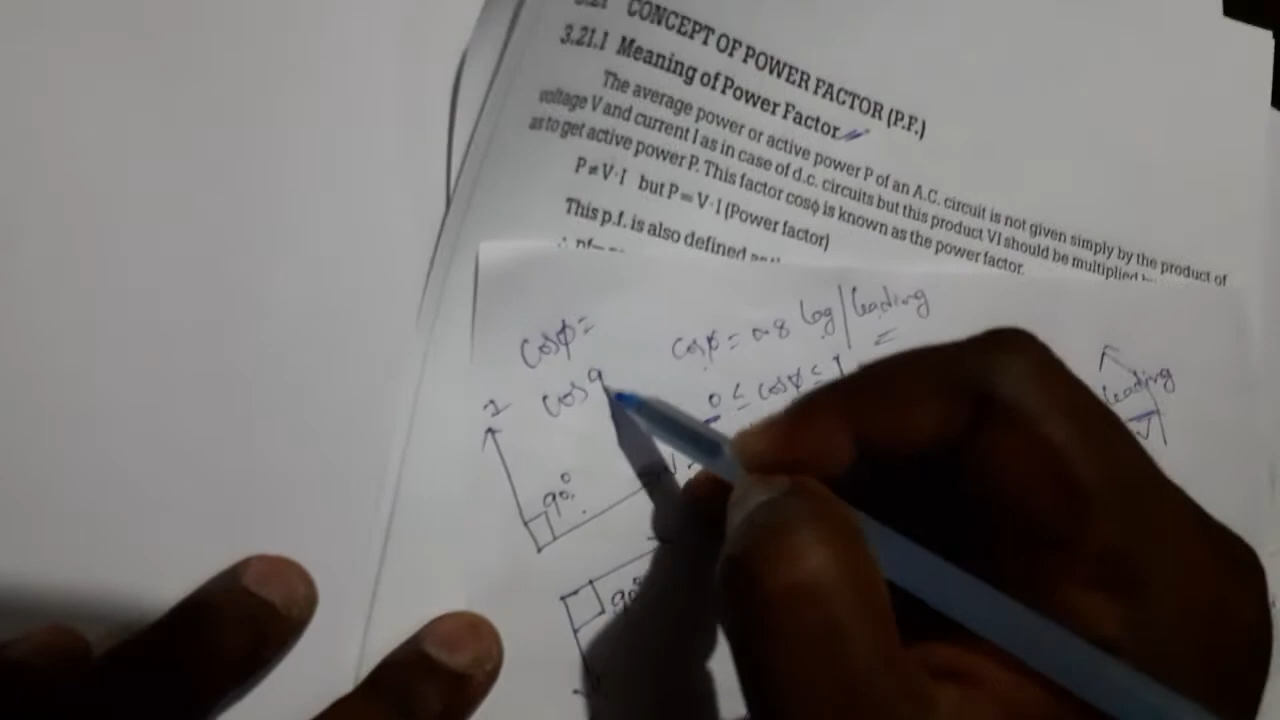 CONCEPT OF POWER FACTOR (P.F.)
3.21.1 Meaning of Power Factor
The average power or active power P of an A.C. circuit is not given simply by the product of
voltage V and current I as in case of d.c. circuits but this product VI should be multiplied
as to get active power P. This factor cosϕ is known as the power factor.
P ≠ V·I but P = V·I (Power factor)
This p.f. is also defined
cosϕ =
cosϕ = 0.8 lag/leading
cos 9
0 ≤ cosϕ ≤ 1
leading
I
V
90°
V
90°